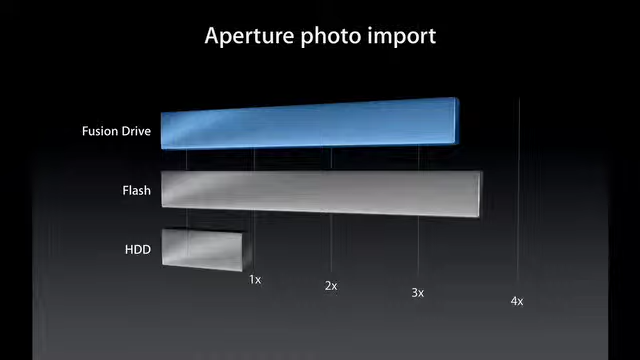 Aperture photo import
Fusion Drive
Flash
HDD
1x
2x
3x
4x